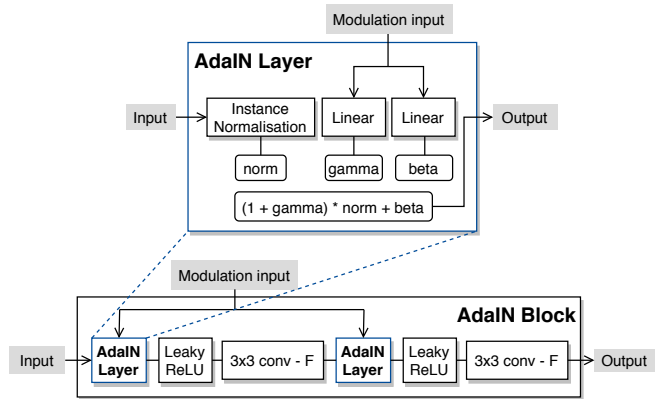 Modulation input
AdaIN Layer
Input
Instance
Normalisation
Linear
Linear
Output
norm
gamma
beta
(1 + gamma) * norm + beta
Modulation input
AdaIN Block
Input
AdaIN
Layer
Leaky
ReLU
3x3 conv - F
AdaIN
Layer
Leaky
ReLU
3x3 conv - F
Output